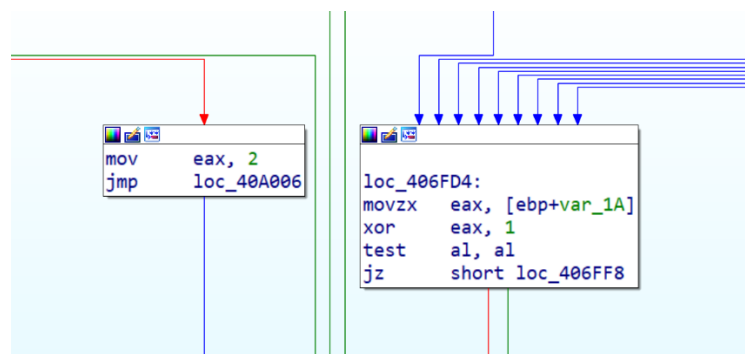 mov eax, 2
jmp loc_40A006
loc_406FD4:
movzx eax, [ebp+var_1A]
xor eax, 1
test al, al
jz short loc_406FF8